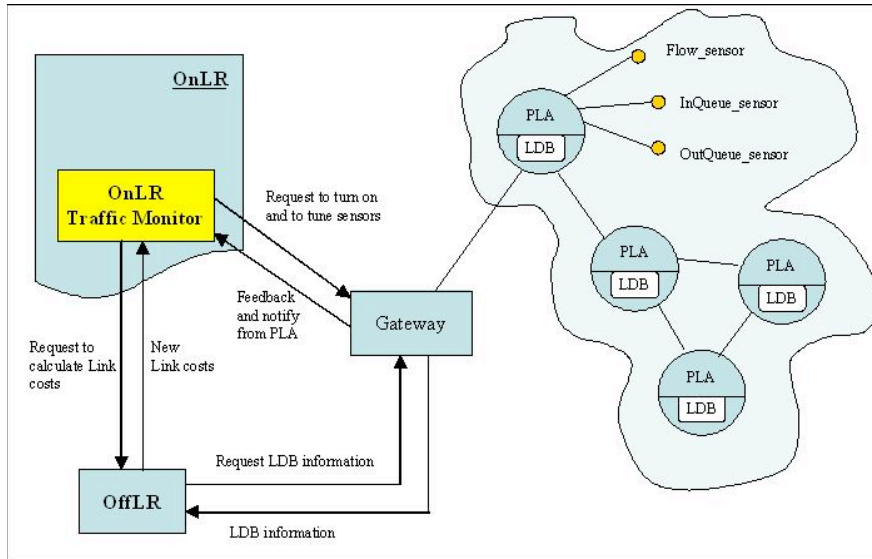 OnLR
OnLR
Traffic Monitor
Request to turn on
and to tune sensors
Feedback
and notify
from PLA
Gateway
Request to
calculate Link
costs
New
Link costs
OffLR
Request LDB information
LDB information
PLA
LDB
Flow_sensor
InQueue_sensor
OutQueue_sensor
PLA
LDB
PLA
LDB
PLA
LDB